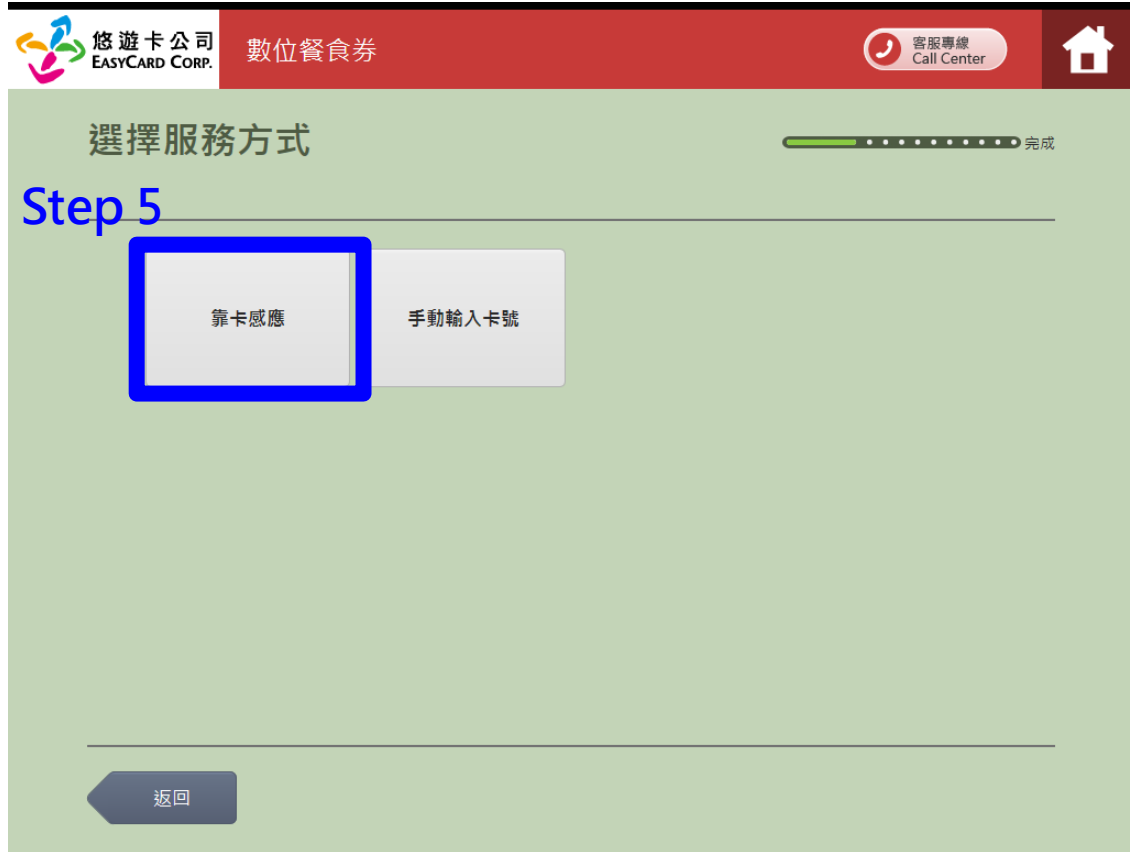 悠遊卡公司
EASYCARD CORP.
數位餐食券
客服專線
Call Center
選擇服務方式
完成
Step 5
靠卡感應
手動輸入卡號
返回